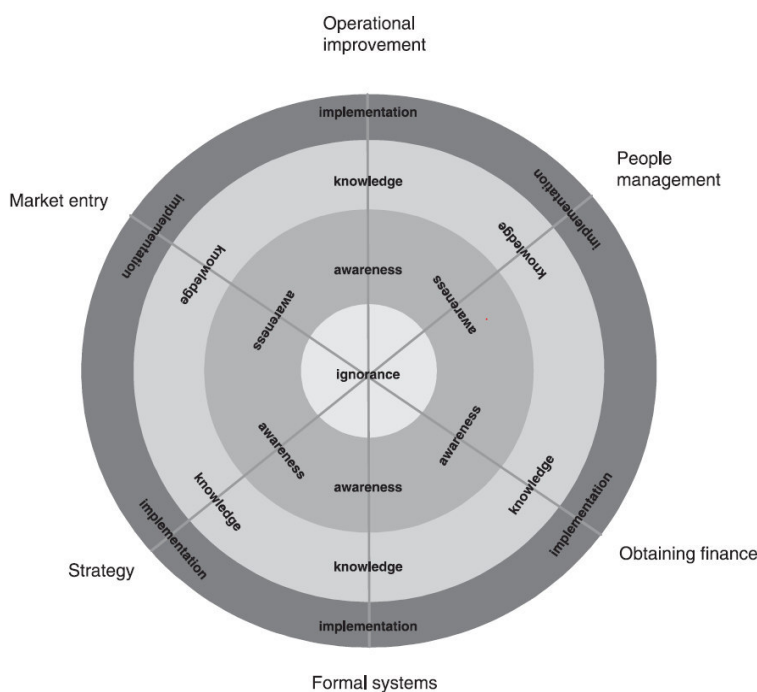 Operational
improvement
implementation
People
management
implementation
knowledge
Market entry
implementation
knowledge
knowledge
awareness
awareness
awareness
ignorance
awareness
awareness
awareness
knowledge
knowledge
implementation
implementation
Obtaining finance
Strategy
knowledge
implementation
Formal systems